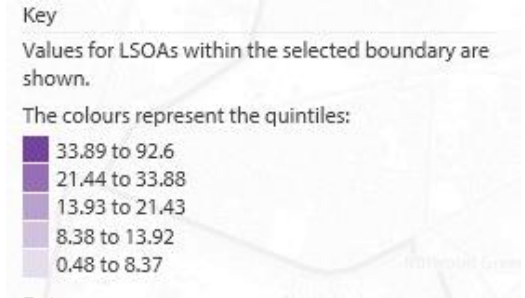 Key
Values for LSOAs within the selected boundary are
shown.
The colours represent the quintiles:
33.89 to 92.6
21.44 to 33.88
13.93 to 21.43
8.38 to 13.92
0.48 to 8.37